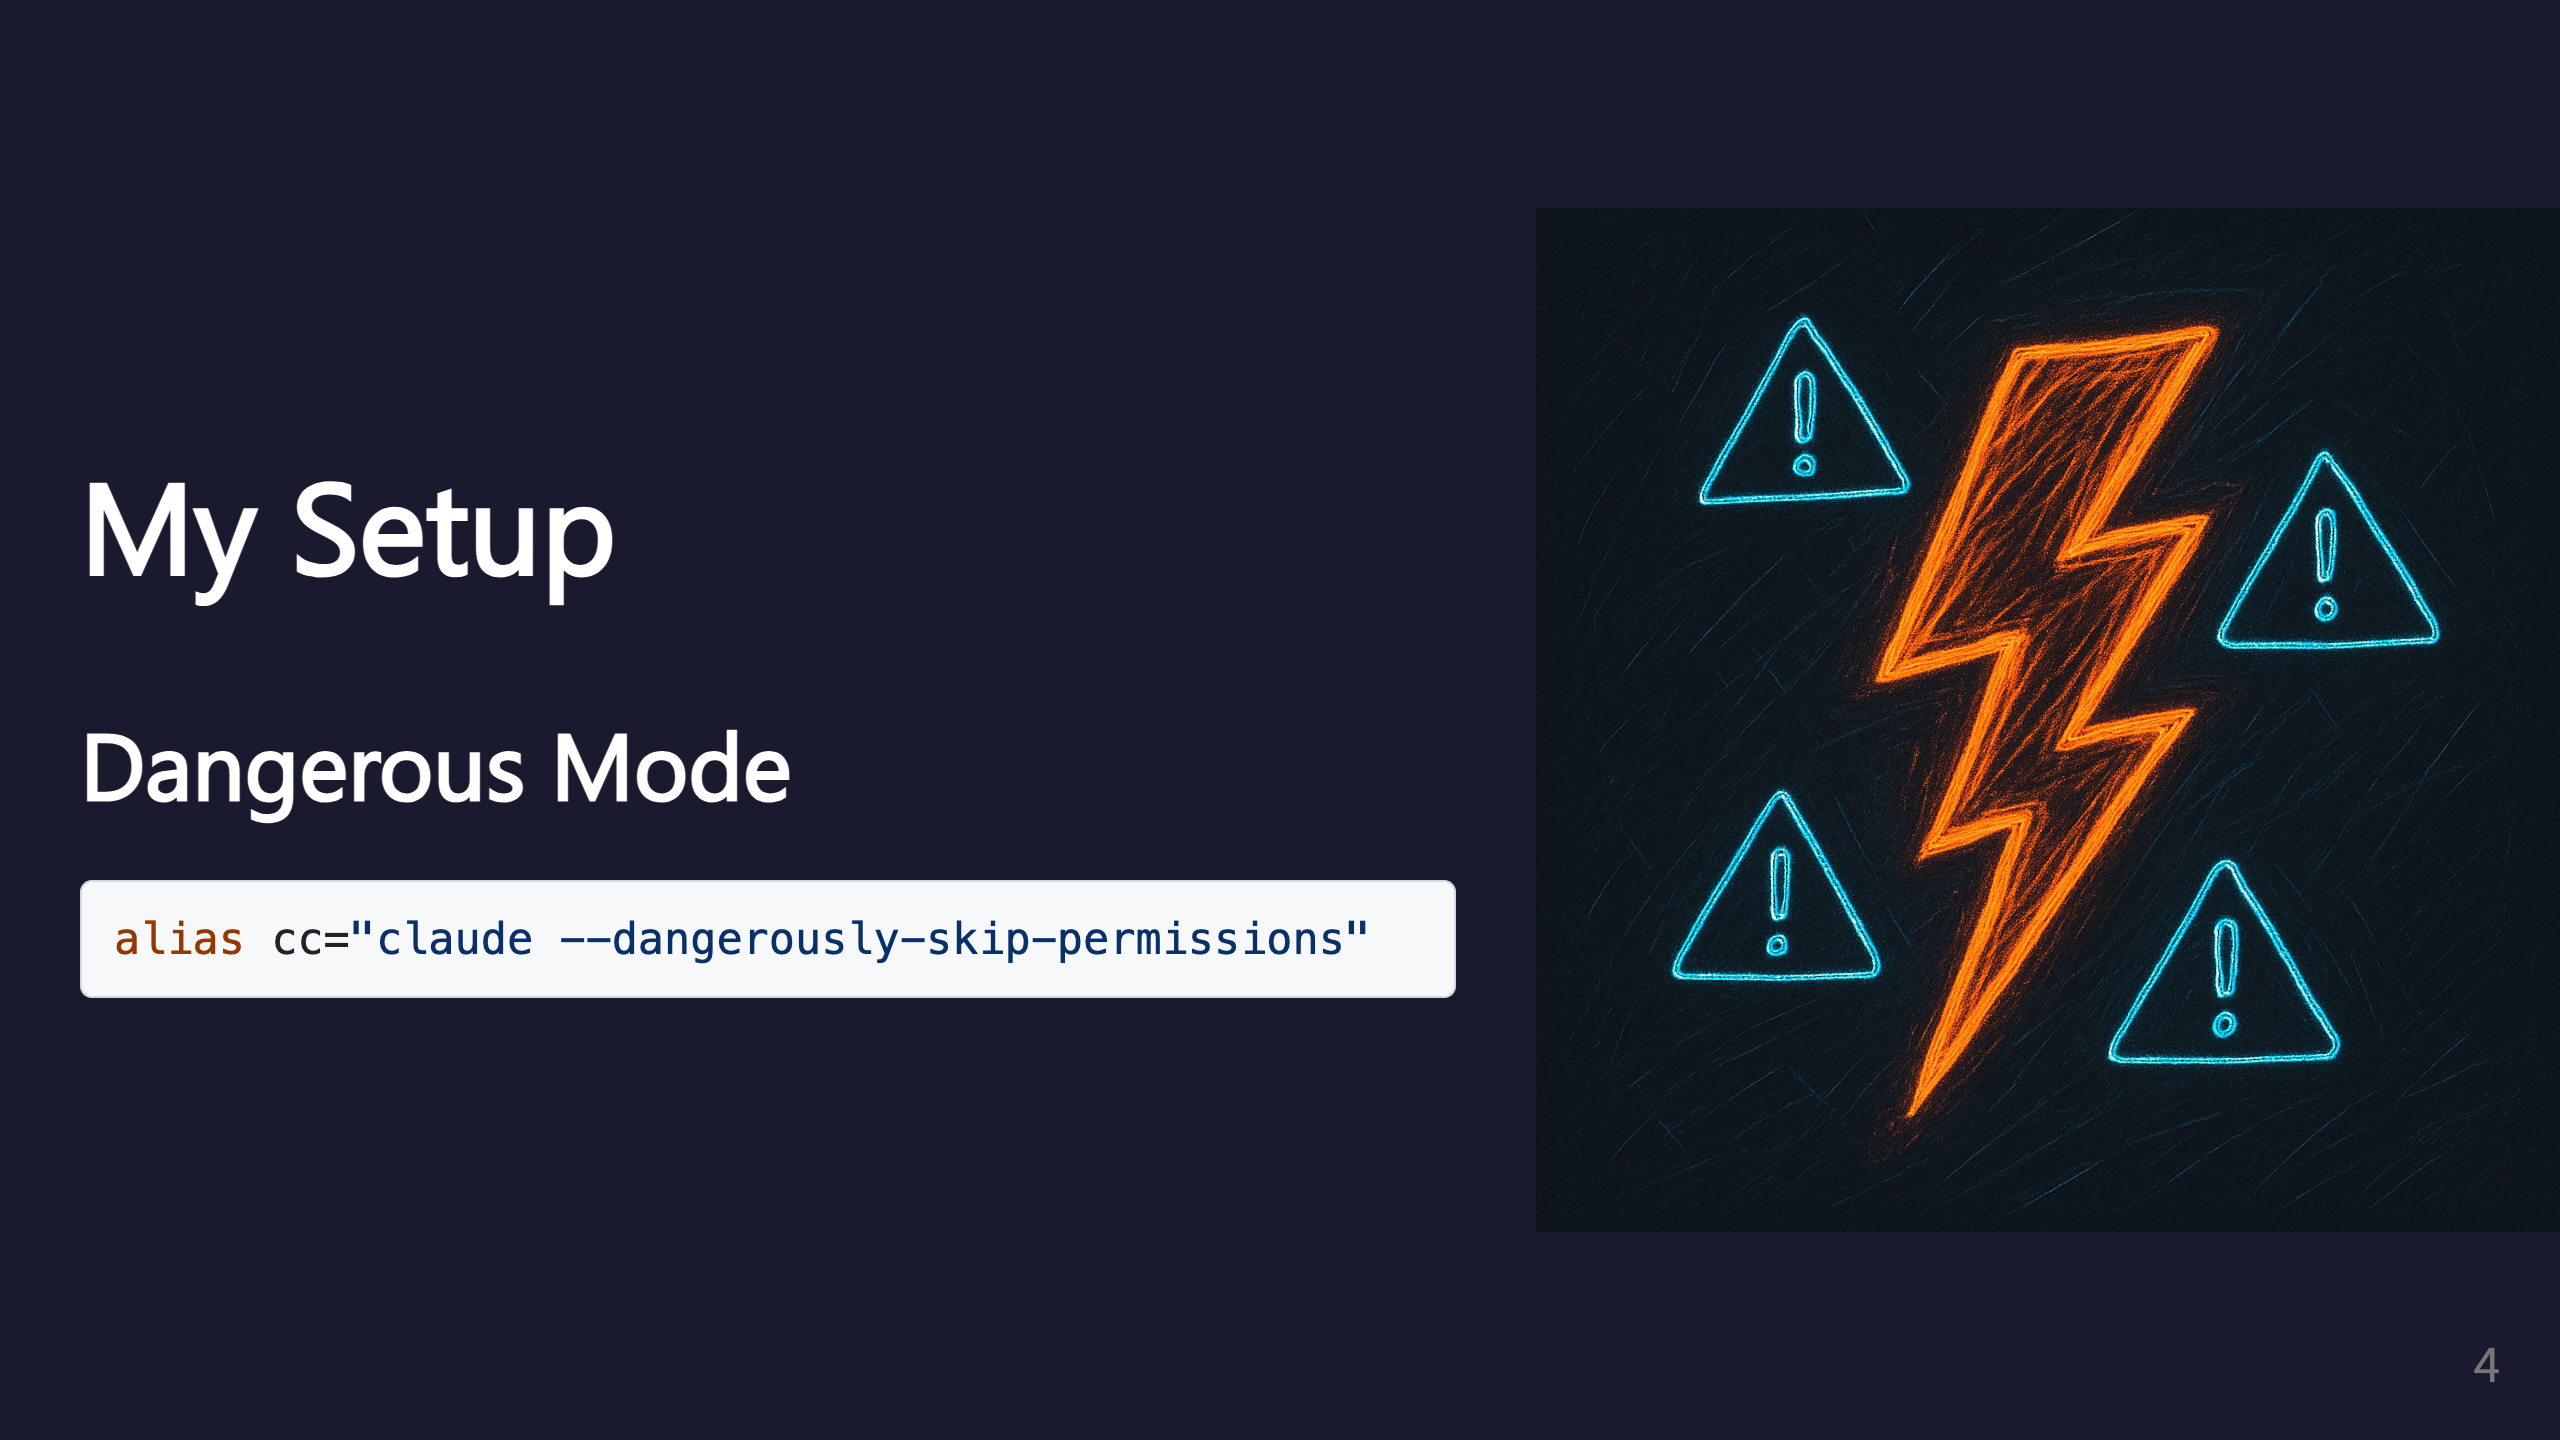 My Setup
Dangerous Mode
alias cc="claude --dangerously-skip-permissions"
!
!
!
!
4